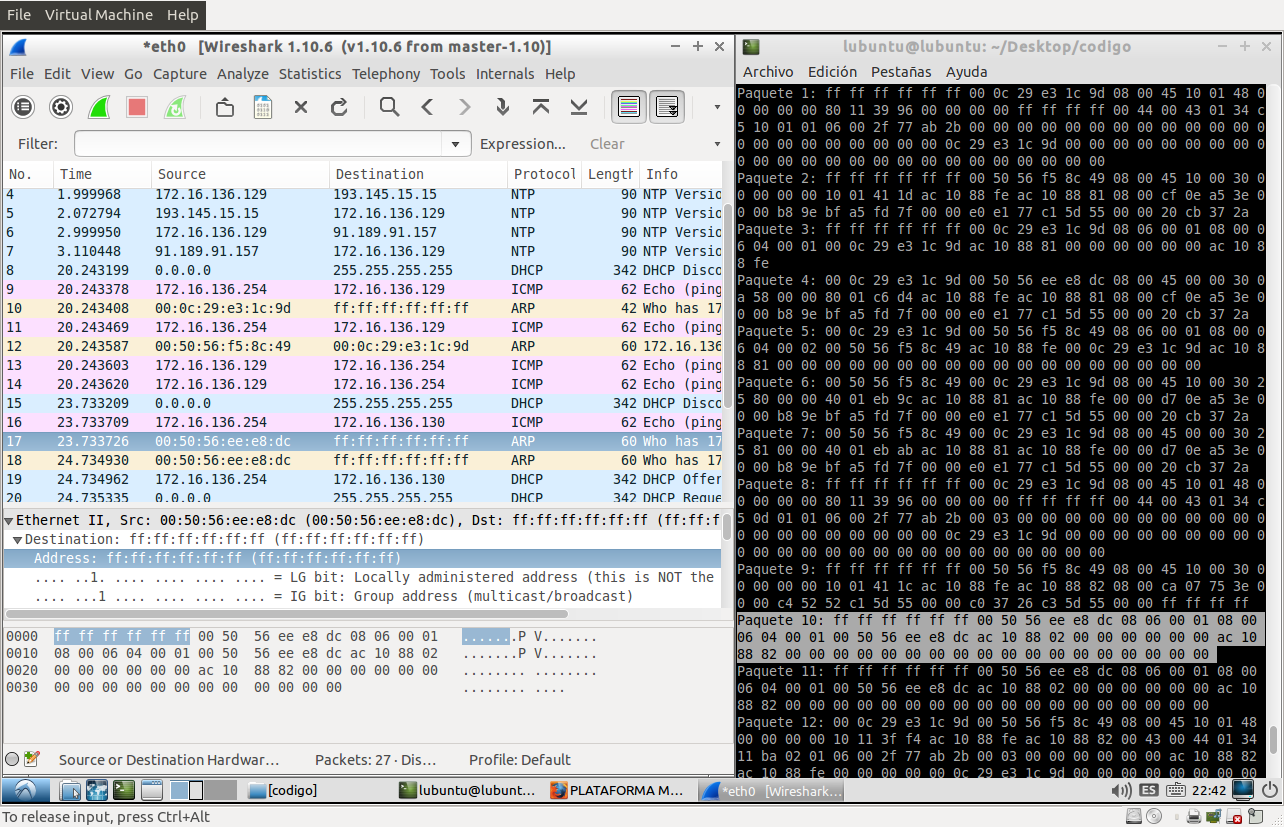 File Virtual Machine Help
*eth0 [Wireshark 1.10.6 (v1.10.6 from master-1.10)]
File Edit View Go Capture Analyze Statistics Telephony Tools Internals Help
Filter: Expression... Clear
No. Time Source Destination Protocol Length Info
4 1.999968 172.16.136.129 193.145.15.15 NTP 90 NTP Versio
5 2.072794 193.145.15.15 172.16.136.129 NTP 90 NTP Versio
6 2.999950 172.16.136.129 91.189.91.157 NTP 90 NTP Versio
7 3.110448 91.189.91.157 172.16.136.129 NTP 90 NTP Versio
8 20.243199 0.0.0.0 255.255.255.255 DHCP 342 DHCP Disco
9 20.243378 172.16.136.254 172.16.136.129 ICMP 62 Echo (ping
10 20.243408 00:0c:29:e3:1c:9d ff:ff:ff:ff:ff:ff ARP 42 Who has 17
11 20.243469 172.16.136.254 172.16.136.129 ICMP 62 Echo (ping
12 20.243587 00:50:56:f5:8c:49 00:0c:29:e3:1c:9d ARP 60 172.16.136
13 20.243603 172.16.136.129 172.16.136.254 ICMP 62 Echo (ping
14 20.243620 172.16.136.129 172.16.136.254 ICMP 62 Echo (ping
15 23.733209 0.0.0.0 255.255.255.255 DHCP 342 DHCP Disco
16 23.733709 172.16.136.254 172.16.136.130 ICMP 62 Echo (ping
17 23.733726 00:50:56:ee:e8:dc ff:ff:ff:ff:ff:ff ARP 60 Who has 17
18 24.734930 00:50:56:ee:e8:dc ff:ff:ff:ff:ff:ff ARP 60 Who has 17
19 24.734962 172.16.136.254 172.16.136.130 DHCP 342 DHCP Offer
20 24.735335 0.0.0.0 255.255.255.255 DHCP 342 DHCP Reque
Ethernet II, Src: 00:50:56:ee:e8:dc (00:50:56:ee:e8:dc), Dst: ff:ff:ff:ff:ff:ff (ff:ff:f
Destination: ff:ff:ff:ff:ff:ff (ff:ff:ff:ff:ff:ff)
Address: ff:ff:ff:ff:ff:ff (ff:ff:ff:ff:ff:ff)
.... ..1. .... .... .... .... = LG bit: Locally administered address (this is NOT the
.... ...1 .... .... .... .... = IG bit: Group address (multicast/broadcast)
0000 ff ff ff ff ff ff 00 50 56 ee e8 dc 08 06 00 01 .......P V.......
0010 08 00 06 04 00 01 00 50 56 ee e8 dc ac 10 88 02 .......P V.......
0020 00 00 00 00 00 00 ac 10 88 82 00 00 00 00 00 00 ........ ........
0030 00 00 00 00 00 00 00 00 00 00 00 00 ........ ....
Source or Destination Hardwar… Packets: 27 · Dis… Profile: Default
lubuntu@lubuntu: ~/Desktop/codigo
Archivo Edición Pestañas Ayuda
Paquete 1: ff ff ff ff ff ff 00 0c 29 e3 1c 9d 08 00 45 10 01 48 0
0 00 00 00 80 11 39 96 00 00 00 00 ff ff ff ff 00 44 00 43 01 34 c
5 10 01 01 06 00 2f 77 ab 2b 00 00 00 00 00 00 00 00 00 00 00 00 0
0 00 00 00 00 00 00 00 00 00 00 0c 29 e3 1c 9d 00 00 00 00 00 00 0
0 00 00 00 00 00 00 00 00 00 00 00 00 00 00 00 00 00 00
Paquete 2: ff ff ff ff ff ff 00 50 56 f5 8c 49 08 00 45 10 00 30 0
0 00 00 00 10 01 41 1d ac 10 88 fe ac 10 88 81 08 00 cf 0e a5 3e 0
0 00 b8 9e bf a5 fd 7f 00 00 e0 e1 77 c1 5d 55 00 00 20 cb 37 2a
Paquete 3: ff ff ff ff ff ff 00 0c 29 e3 1c 9d 08 06 00 01 08 00 0
6 04 00 01 00 0c 29 e3 1c 9d ac 10 88 81 00 00 00 00 00 00 ac 10 8
8 fe
Paquete 4: 00 0c 29 e3 1c 9d 00 50 56 ee e8 dc 08 00 45 00 00 30 0
a 58 00 00 80 01 c6 d4 ac 10 88 fe ac 10 88 81 08 00 cf 0e a5 3e 0
0 00 b8 9e bf a5 fd 7f 00 00 e0 e1 77 c1 5d 55 00 00 20 cb 37 2a
Paquete 5: 00 0c 29 e3 1c 9d 00 50 56 f5 8c 49 08 06 00 01 08 00 0
6 04 00 02 00 50 56 f5 8c 49 ac 10 88 fe 00 0c 29 e3 1c 9d ac 10 8
8 81 00 00 00 00 00 00 00 00 00 00 00 00 00 00 00 00 00 00
Paquete 6: 00 50 56 f5 8c 49 00 0c 29 e3 1c 9d 08 00 45 10 00 30 2
5 80 00 00 40 01 eb 9c ac 10 88 81 ac 10 88 fe 00 00 d0 0e a5 3e 0
0 00 b8 9e bf a5 fd 7f 00 00 e0 e1 77 c1 5d 55 00 00 20 cb 37 2a
Paquete 7: 00 50 56 f5 8c 49 00 0c 29 e3 1c 9d 08 00 45 00 00 30 2
5 81 00 00 40 01 eb ab ac 10 88 81 ac 10 88 fe 00 00 d0 0e a5 3e 0
0 00 b8 9e bf a5 fd 7f 00 00 e0 e1 77 c1 5d 55 00 00 20 cb 37 2a
Paquete 8: ff ff ff ff ff ff 00 0c 29 e3 1c 9d 08 00 45 10 01 48 0
0 00 00 00 80 11 39 96 00 00 00 00 ff ff ff ff 00 44 00 43 01 34 c
5 0d 01 01 06 00 2f 77 ab 2b 00 03 00 00 00 00 00 00 00 00 00 00 0
0 00 00 00 00 00 00 00 00 00 00 0c 29 e3 1c 9d 00 00 00 00 00 00 0
0 00 00 00 00 00 00 00 00 00 00 00 00 00 00 00 00 00 00
Paquete 9: ff ff ff ff ff ff 00 50 56 f5 8c 49 08 00 45 10 00 30 0
0 00 00 00 10 01 41 1c ac 10 88 fe ac 10 88 82 08 00 ca 07 75 3e 0
0 00 c4 52 52 c1 5d 55 00 00 c0 37 26 c3 5d 55 00 00 ff ff ff ff
Paquete 10: ff ff ff ff ff ff 00 50 56 ee e8 dc 08 06 00 01 08 00
06 04 00 01 00 50 56 ee e8 dc ac 10 88 02 00 00 00 00 00 00 ac 10
88 82 00 00 00 00 00 00 00 00 00 00 00 00 00 00 00 00 00 00
Paquete 11: ff ff ff ff ff ff 00 50 56 ee e8 dc 08 06 00 01 08 00
06 04 00 01 00 50 56 ee e8 dc ac 10 88 02 00 00 00 00 00 00 ac 10
88 82 00 00 00 00 00 00 00 00 00 00 00 00 00 00 00 00 00 00
Paquete 12: 00 0c 29 e3 1c 9d 00 50 56 f5 8c 49 08 00 45 10 01 48
00 00 00 00 10 11 3f f4 ac 10 88 fe ac 10 88 82 00 43 00 44 01 34
11 ba 02 01 06 00 2f 77 ab 2b 00 03 00 00 00 00 00 00 ac 10 88 82
ac 10 88 fe 00 00 00 00 00 0c 29 e3 1c 9d 00 00 00 00 00 00 00 00
[codigo] lubuntu@lubunt... PLATAFORMA M... *eth0 [Wireshark... ES 22:42
To release input, press Ctrl+Alt